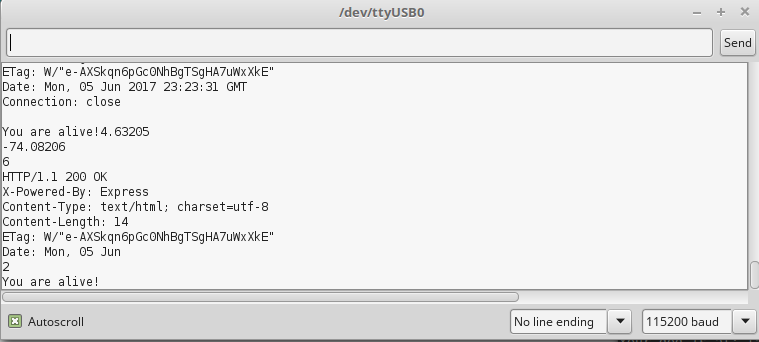 /dev/ttyUSB0
Send
ETag: W/"e-AXSkqn6pGc0NhBgTSgHA7uWxXkE"
Date: Mon, 05 Jun 2017 23:23:31 GMT
Connection: close
You are alive!4.63205
-74.08206
6
HTTP/1.1 200 OK
X-Powered-By: Express
Content-Type: text/html; charset=utf-8
Content-Length: 14
ETag: W/"e-AXSkqn6pGc0NhBgTSgHA7uWxXkE"
Date: Mon, 05 Jun
2
You are alive!
Autoscroll
No line ending
115200 baud